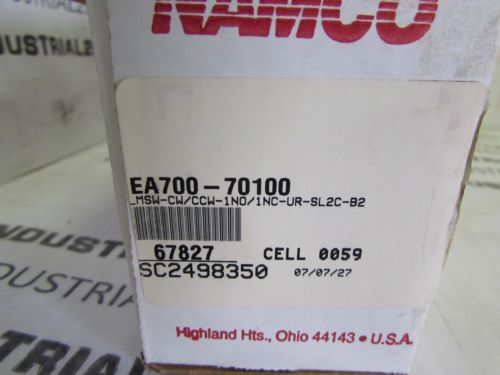 NAMCO
EA700-70100
LMSW-CW/CCW-1NO/1NC-UR-SL2C-B2
67827 CELL 0059
SC2498350 07/07/27
Highland Hts., Ohio 44143 • U.S.A.